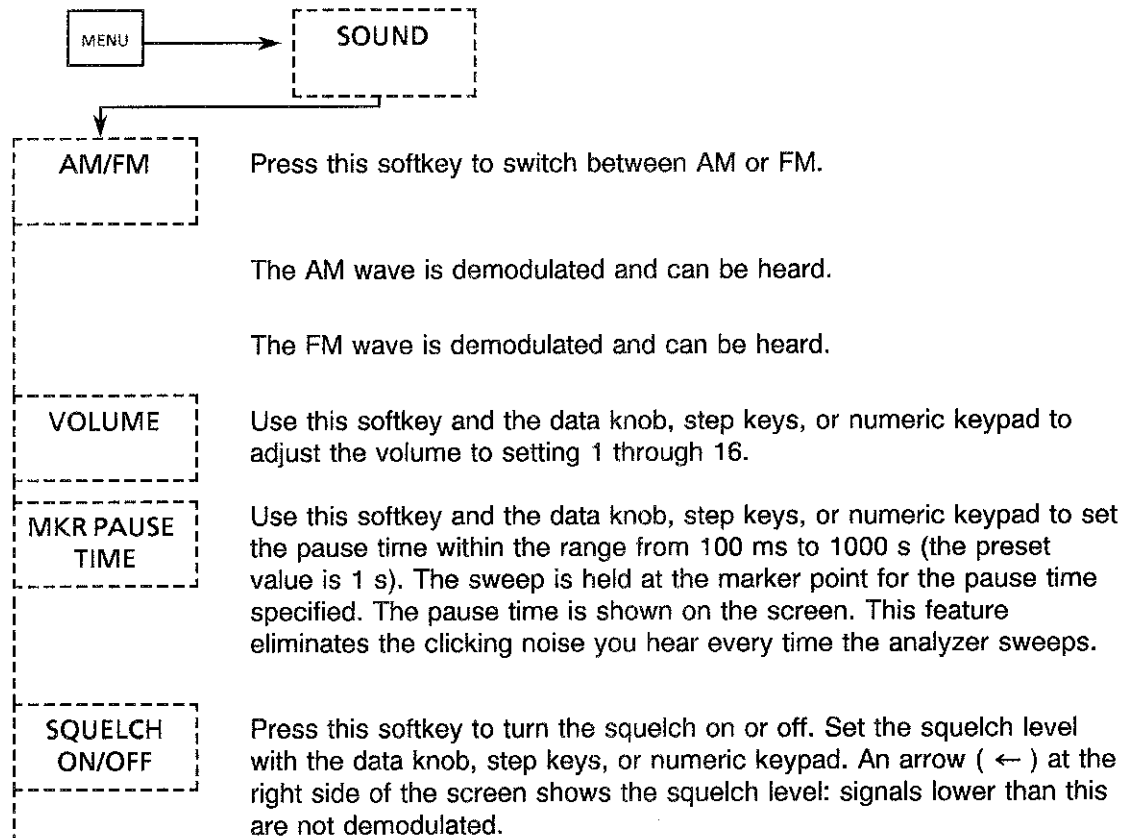 MENU
SOUND
AM/FM
Press this softkey to switch between AM or FM.
The AM wave is demodulated and can be heard.
The FM wave is demodulated and can be heard.
VOLUME
Use this softkey and the data knob, step keys, or numeric keypad to
adjust the volume to setting 1 through 16.
MKR PAUSE
TIME
Use this softkey and the data knob, step keys, or numeric keypad to set
the pause time within the range from 100 ms to 1000 s (the preset
value is 1 s). The sweep is held at the marker point for the pause time
specified. The pause time is shown on the screen. This feature
eliminates the clicking noise you hear every time the analyzer sweeps.
SQUELCH
ON/OFF
Press this softkey to turn the squelch on or off. Set the squelch level
with the data knob, step keys, or numeric keypad. An arrow ( ← ) at the
right side of the screen shows the squelch level: signals lower than this
are not demodulated.